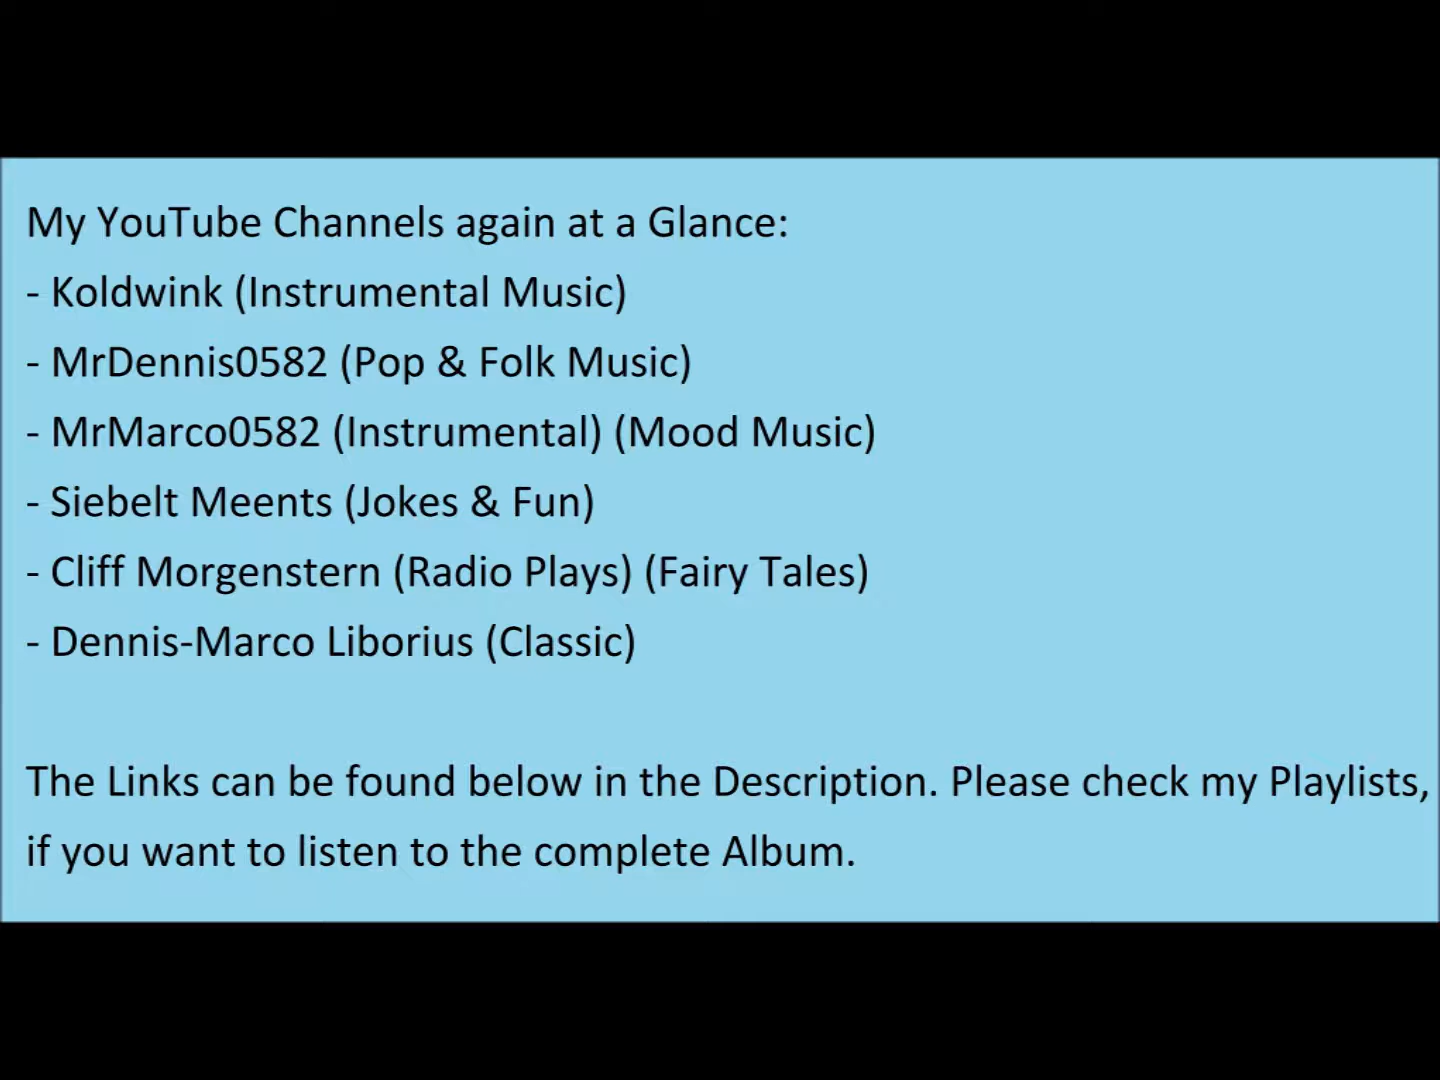 My YouTube Channels again at a Glance:
- Koldwink (Instrumental Music)
- MrDennis0582 (Pop & Folk Music)
- MrMarco0582 (Instrumental) (Mood Music)
- Siebelt Meents (Jokes & Fun)
- Cliff Morgenstern (Radio Plays) (Fairy Tales)
- Dennis-Marco Liborius (Classic)
The Links can be found below in the Description. Please check my Playlists,
if you want to listen to the complete Album.